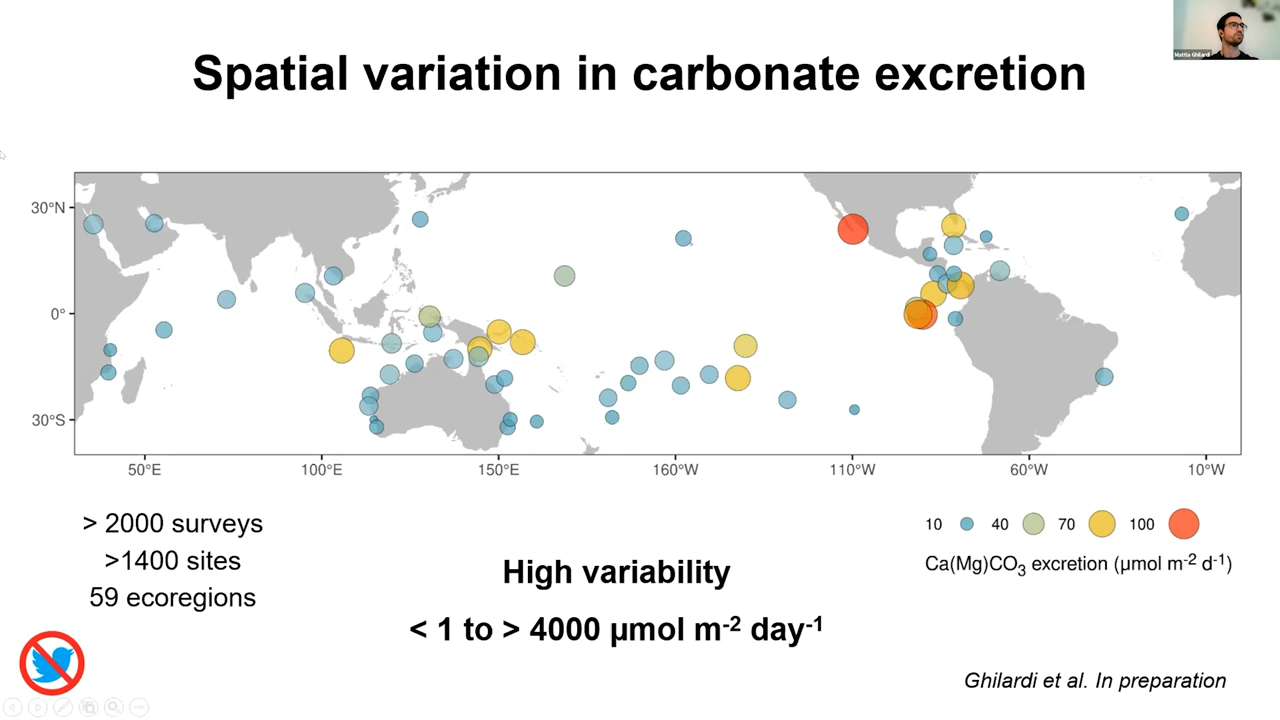 Mattia Ghilardi
Spatial variation in carbonate excretion
30°N
0°
30°S
50°E 100°E 150°E 160°W 110°W 60°W 10°W
> 2000 surveys
>1400 sites
59 ecoregions
High variability
< 1 to > 4000 µmol m-2 day-1
10 40 70 100
Ca(Mg)CO3 excretion (µmol m-2 d-1)
Ghilardi et al. In preparation